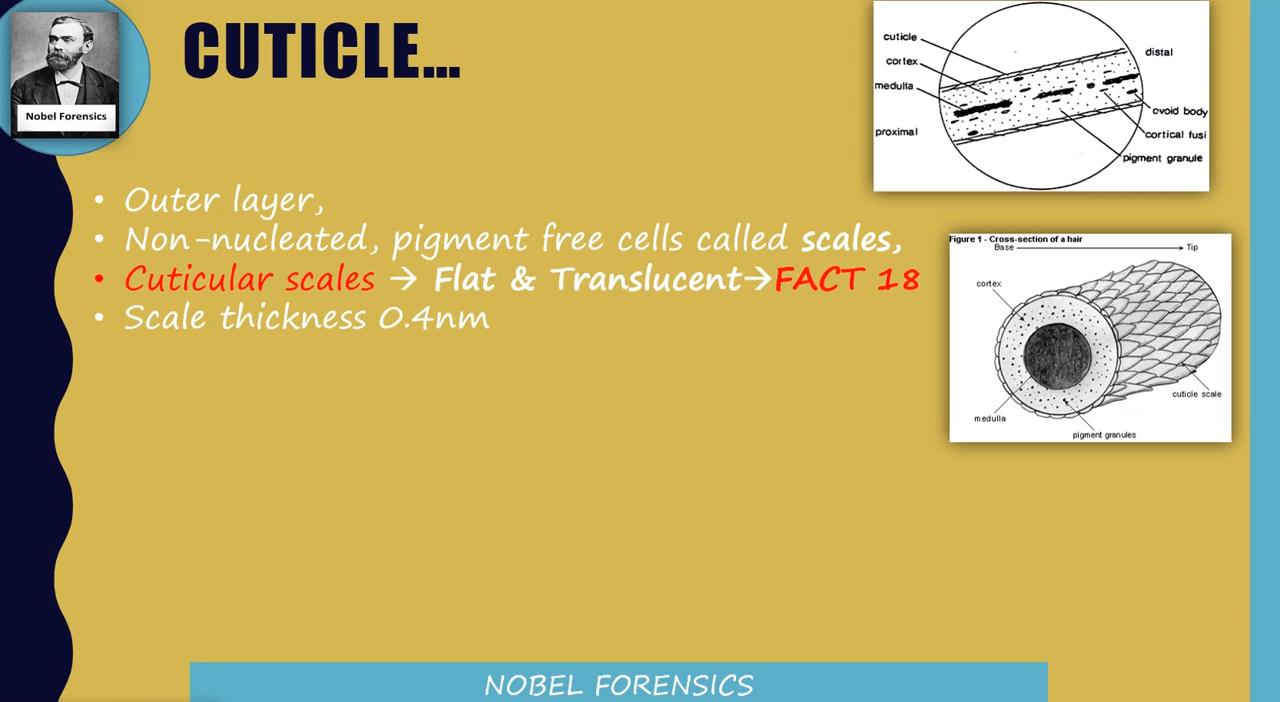 Nobel Forensics
CUTICLE...
• Outer layer,
• Non-nucleated, pigment free cells called scales,
• Cuticular scales → Flat & Translucent→FACT 18
• Scale thickness 0.4nm
cuticle
cortex
medulla
proximal
distal
ovoid body
cortical fusi
pigment granule
Figure 1 - Cross-section of a hair
Base
Tip
cortex
cuticle scale
medulla
pigment granules
NOBEL FORENSICS